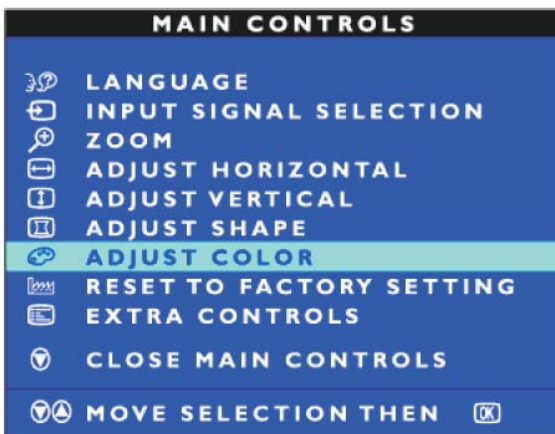 MAIN CONTROLS
LANGUAGE
INPUT SIGNAL SELECTION
ZOOM
ADJUST HORIZONTAL
ADJUST VERTICAL
ADJUST SHAPE
ADJUST COLOR
RESET TO FACTORY SETTING
EXTRA CONTROLS
CLOSE MAIN CONTROLS
MOVE SELECTION THEN OK